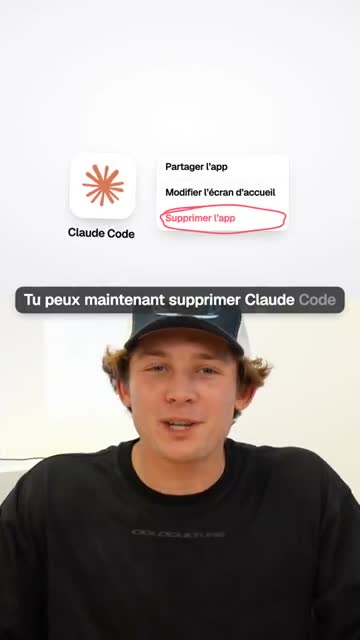 Partager l'app
Modifier l'écran d'accueil
Supprimer l'app
Claude Code
Tu peux maintenant supprimer Claude Code